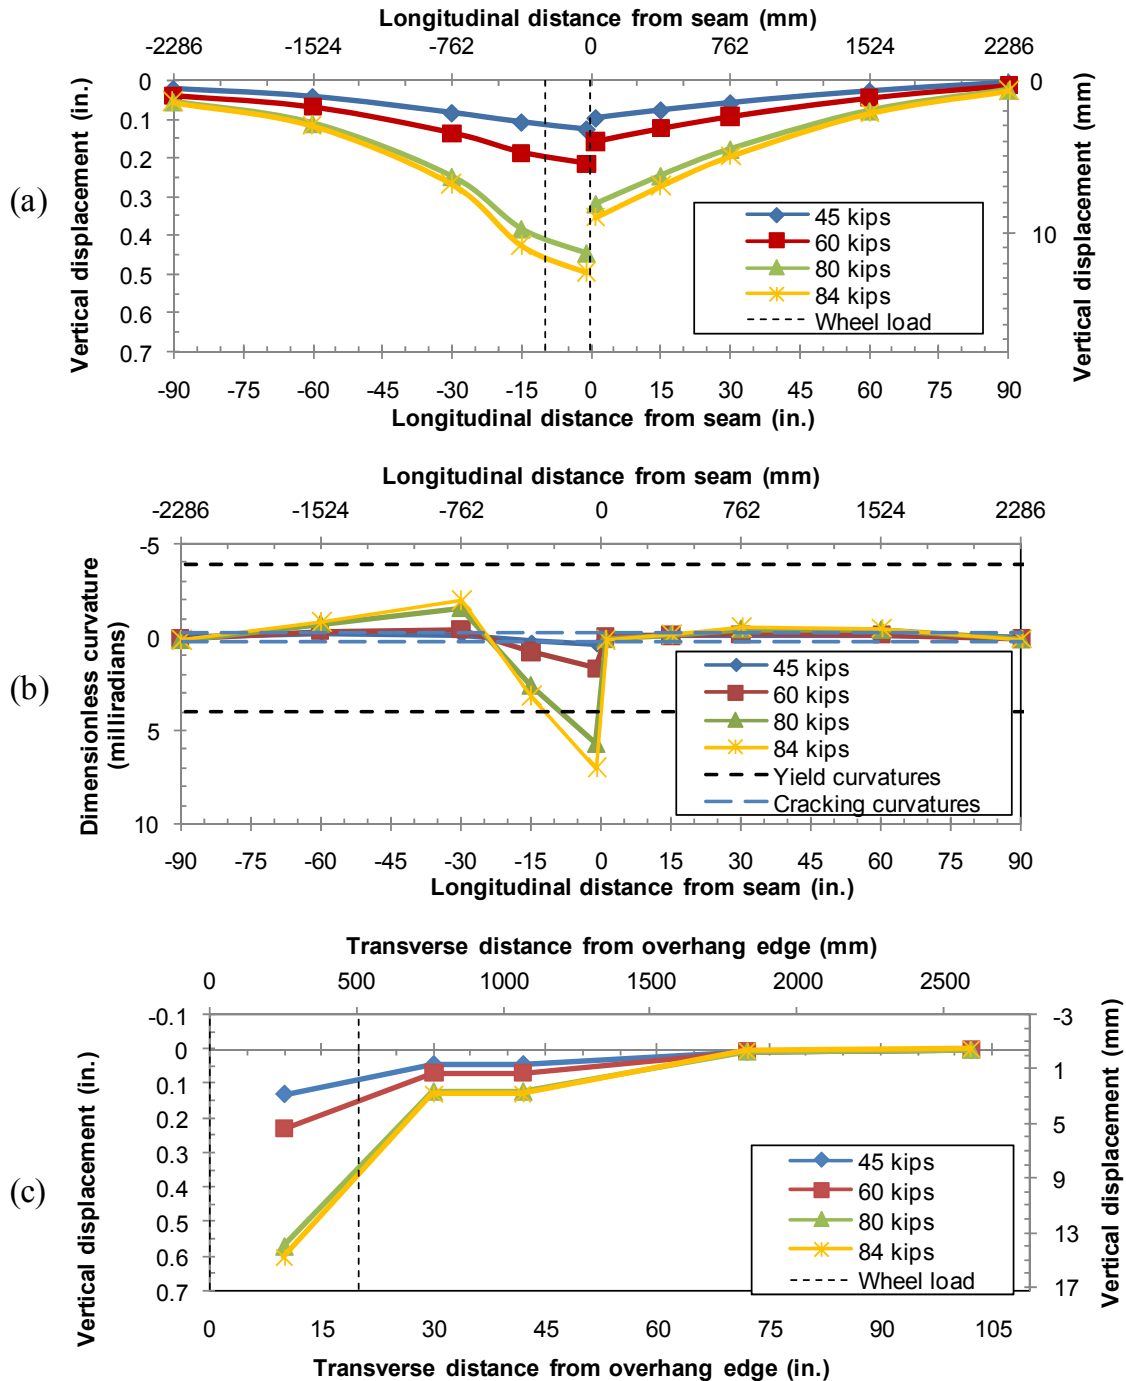 Longitudinal distance from seam (mm)
-2286 -1524 -762 0 762 1524 2286
(a)
Vertical displacement (in.)
0
0.1
0.2
0.3
0.4
0.5
0.6
0.7
0
10
Vertical displacement (mm)
45 kips
60 kips
80 kips
84 kips
Wheel load
-90 -75 -60 -45 -30 -15 0 15 30 45 60 75 90
Longitudinal distance from seam (in.)
Longitudinal distance from seam (mm)
-2286 -1524 -762 0 762 1524 2286
(b)
Dimensionless curvature
(milliradians)
-5
0
5
10
45 kips
60 kips
80 kips
84 kips
Yield curvatures
Cracking curvatures
-90 -75 -60 -45 -30 -15 0 15 30 45 60 75 90
Longitudinal distance from seam (in.)
Transverse distance from overhang edge (mm)
0 500 1000 1500 2000 2500
(c)
Vertical displacement (in.)
-0.1
0
0.1
0.2
0.3
0.4
0.5
0.6
0.7
-3
1
5
9
13
17
Vertical displacement (mm)
45 kips
60 kips
80 kips
84 kips
Wheel load
0 15 30 45 60 75 90 105
Transverse distance from overhang edge (in.)